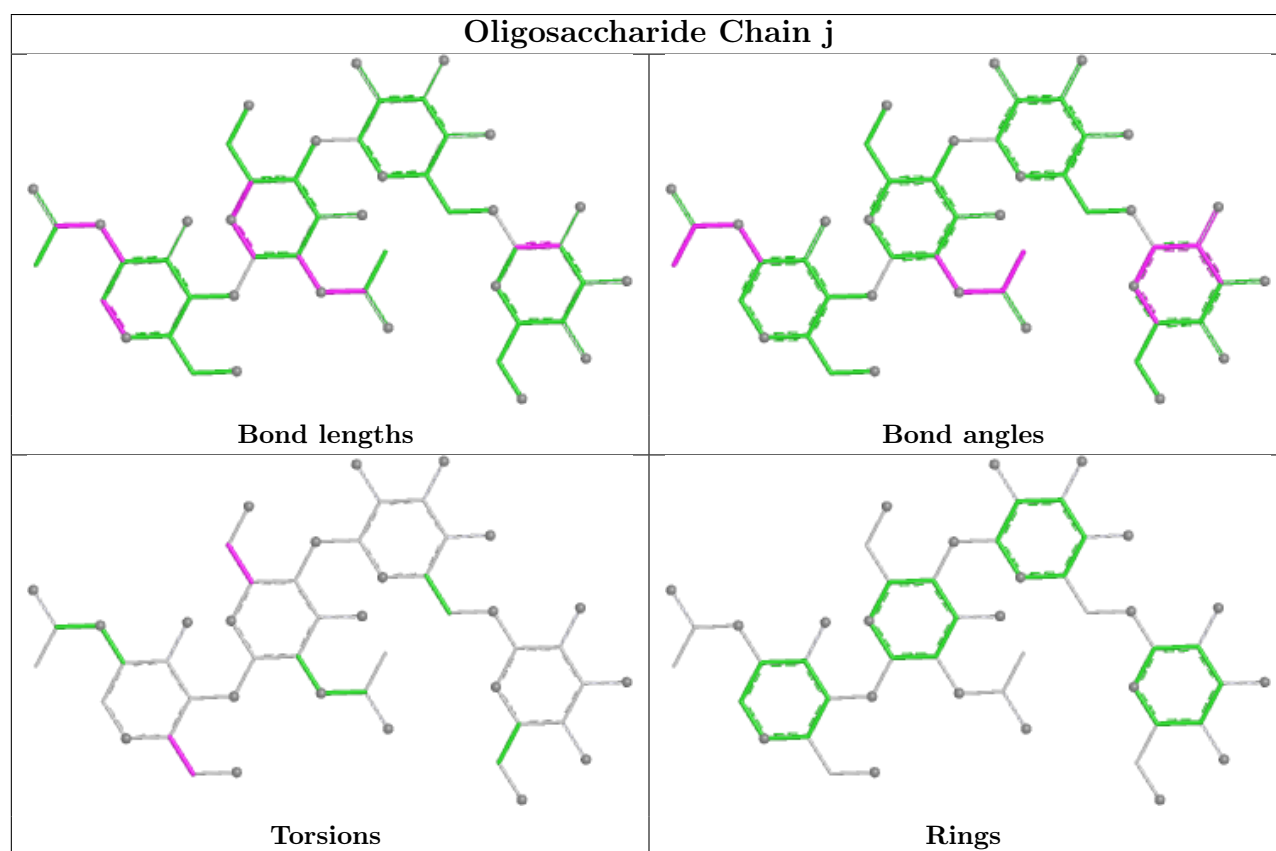 Oligosaccharide Chain j
Bond lengths
Bond angles
Torsions
Rings